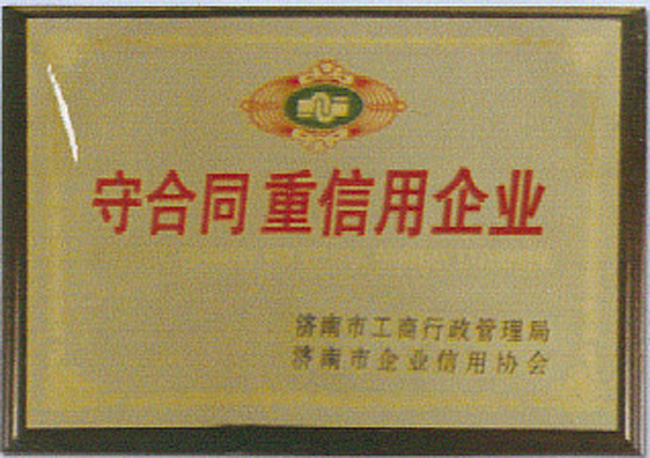 守合同 重信用企业
济南市工商行政管理局
济南市企业信用协会